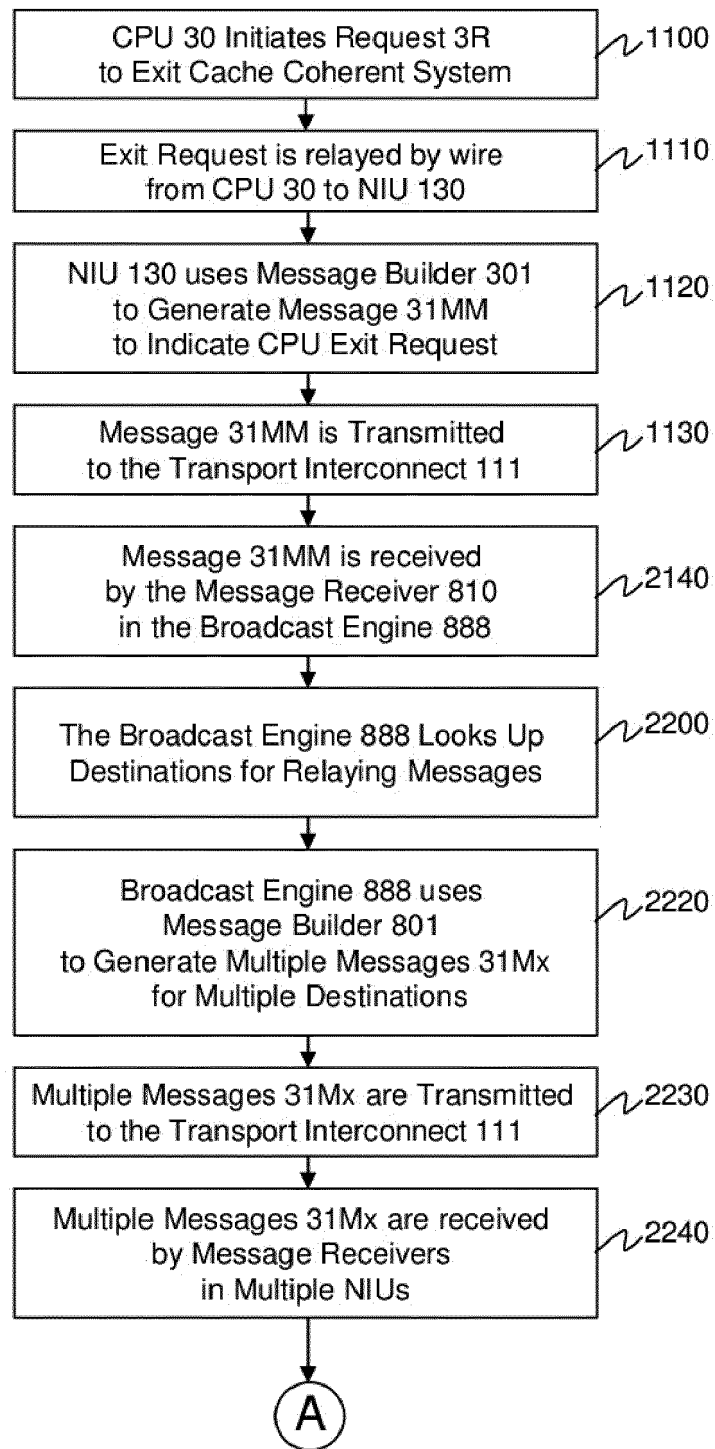 CPU 30 Initiates Request 3R
to Exit Cache Coherent System
1100
Exit Request is relayed by wire
from CPU 30 to NIU 130
1110
NIU 130 uses Message Builder 301
to Generate Message 31MM
to Indicate CPU Exit Request
1120
Message 31MM is Transmitted
to the Transport Interconnect 111
1130
Message 31MM is received
by the Message Receiver 810
in the Broadcast Engine 888
2140
The Broadcast Engine 888 Looks Up
Destinations for Relaying Messages
2200
Broadcast Engine 888 uses
Message Builder 801
to Generate Multiple Messages 31Mx
for Multiple Destinations
2220
Multiple Messages 31Mx are Transmitted
to the Transport Interconnect 111
2230
Multiple Messages 31Mx are received
by Message Receivers
in Multiple NIUs
2240
A